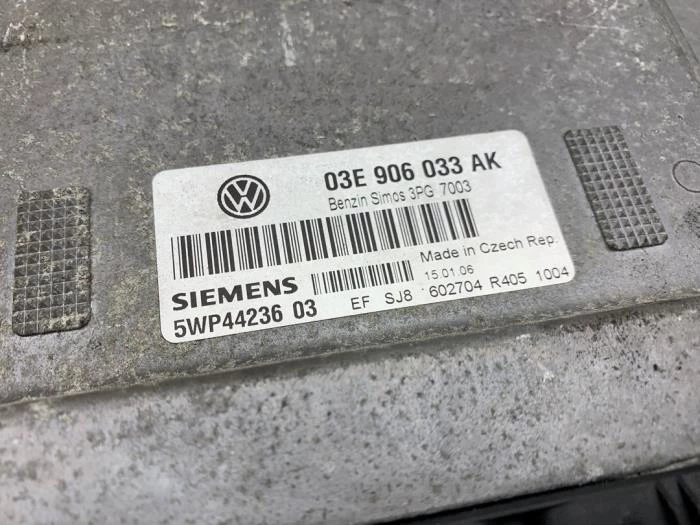 VW
03E 906 033 AK
Benzin Simos 3PG 7003
Made in Czech Rep.
15.01.06
SIEMENS
EF SJ8 602704 R405 1004
5WP44236 03